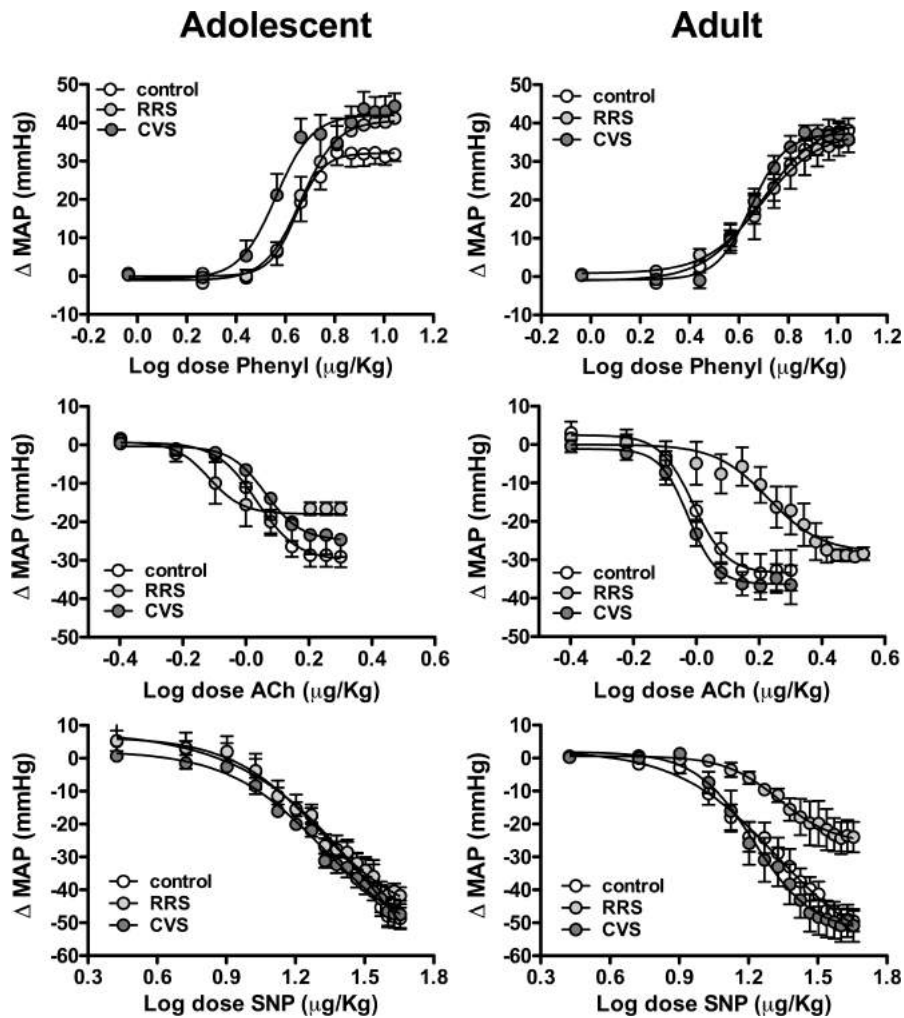 Adolescent
Adult
50
40
30
20
10
0
-10
Δ MAP (mmHg)
control
RRS
CVS
-0.2 0.0 0.2 0.4 0.6 0.8 1.0 1.2
Log dose Phenyl (μg/Kg)
50
40
30
20
10
0
-10
Δ MAP (mmHg)
control
RRS
CVS
-0.2 0.0 0.2 0.4 0.6 0.8 1.0 1.2
Log dose Phenyl (μg/Kg)
10
0
-10
-20
-30
-40
-50
Δ MAP (mmHg)
control
RRS
CVS
-0.4 -0.2 -0.0 0.2 0.4 0.6
Log dose ACh (μg/Kg)
10
0
-10
-20
-30
-40
-50
Δ MAP (mmHg)
control
RRS
CVS
-0.4 -0.2 -0.0 0.2 0.4 0.6
Log dose ACh (μg/Kg)
10
0
-10
-20
-30
-40
-50
-60
Δ MAP (mmHg)
control
RRS
CVS
0.3 0.6 0.9 1.2 1.5 1.8
Log dose SNP (μg/Kg)
10
0
-10
-20
-30
-40
-50
-60
Δ MAP (mmHg)
control
RRS
CVS
0.3 0.6 0.9 1.2 1.5 1.8
Log dose SNP (μg/Kg)